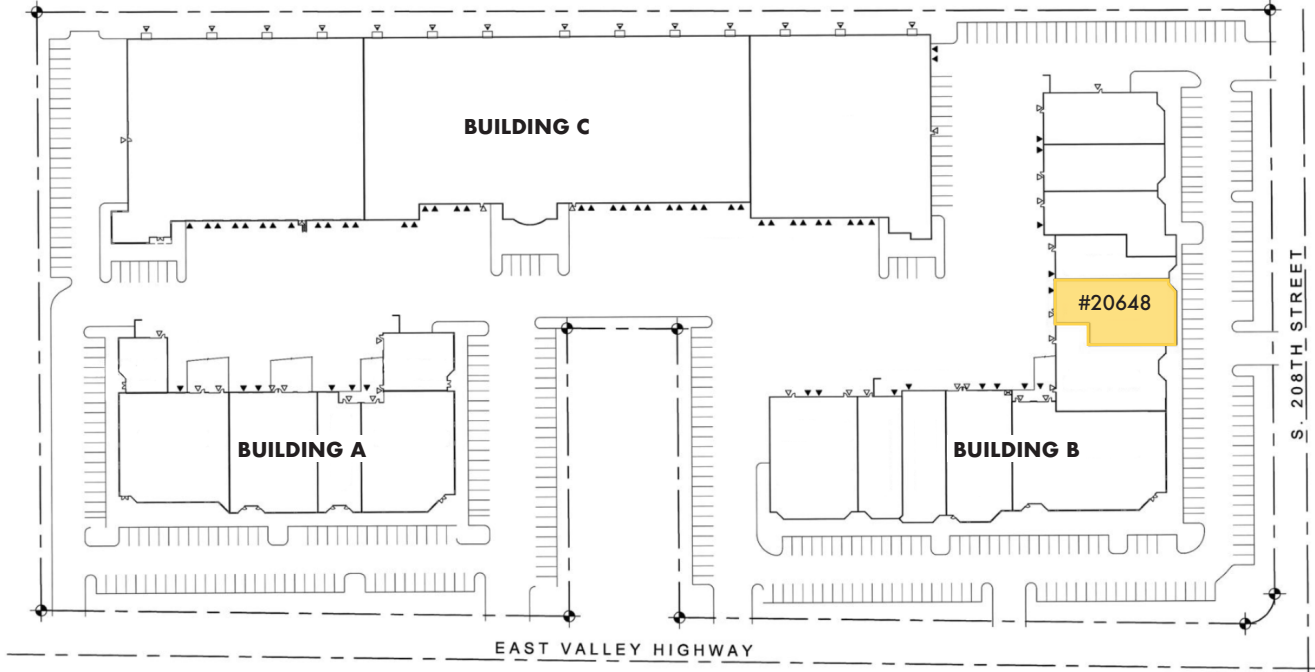 BUILDING C
#20648
S. 208TH STREET
BUILDING A
BUILDING B
EAST VALLEY HIGHWAY